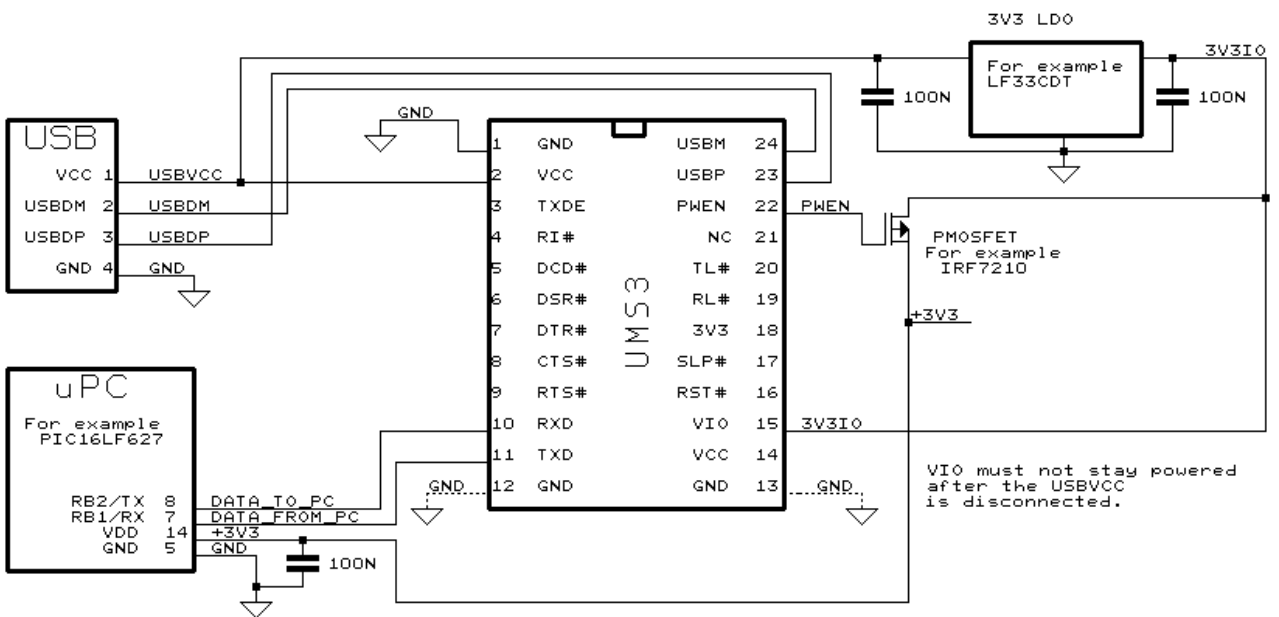 3V3 LDO
3V3IO
For example
LF33CDT
100N
100N
GND
USB
VCC 1 USBVCC
USBDM 2 USBDM
USBDP 3 USBDP
GND 4 GND
1 GND USBM 24
2 VCC USBP 23
3 TXDE PWEN 22 PWEN
4 RI# NC 21
5 DCD# TL# 20
6 DSR# RL# 19
7 DTR# 3V3 18
8 CTS# SLP# 17
9 RTS# RST# 16
10 RXD VIO 15 3V3IO
11 TXD VCC 14
GND 12 GND GND 13 GND
UMS3
PMOSFET
For example
IRF7210
+3V3
uPC
For example
PIC16LF627
RB2/TX 8 DATA_TO_PC
RB1/RX 7 DATA_FROM_PC
VDD 14 +3V3
GND 5 GND
100N
VIO must not stay powered
after the USBVCC
is disconnected.